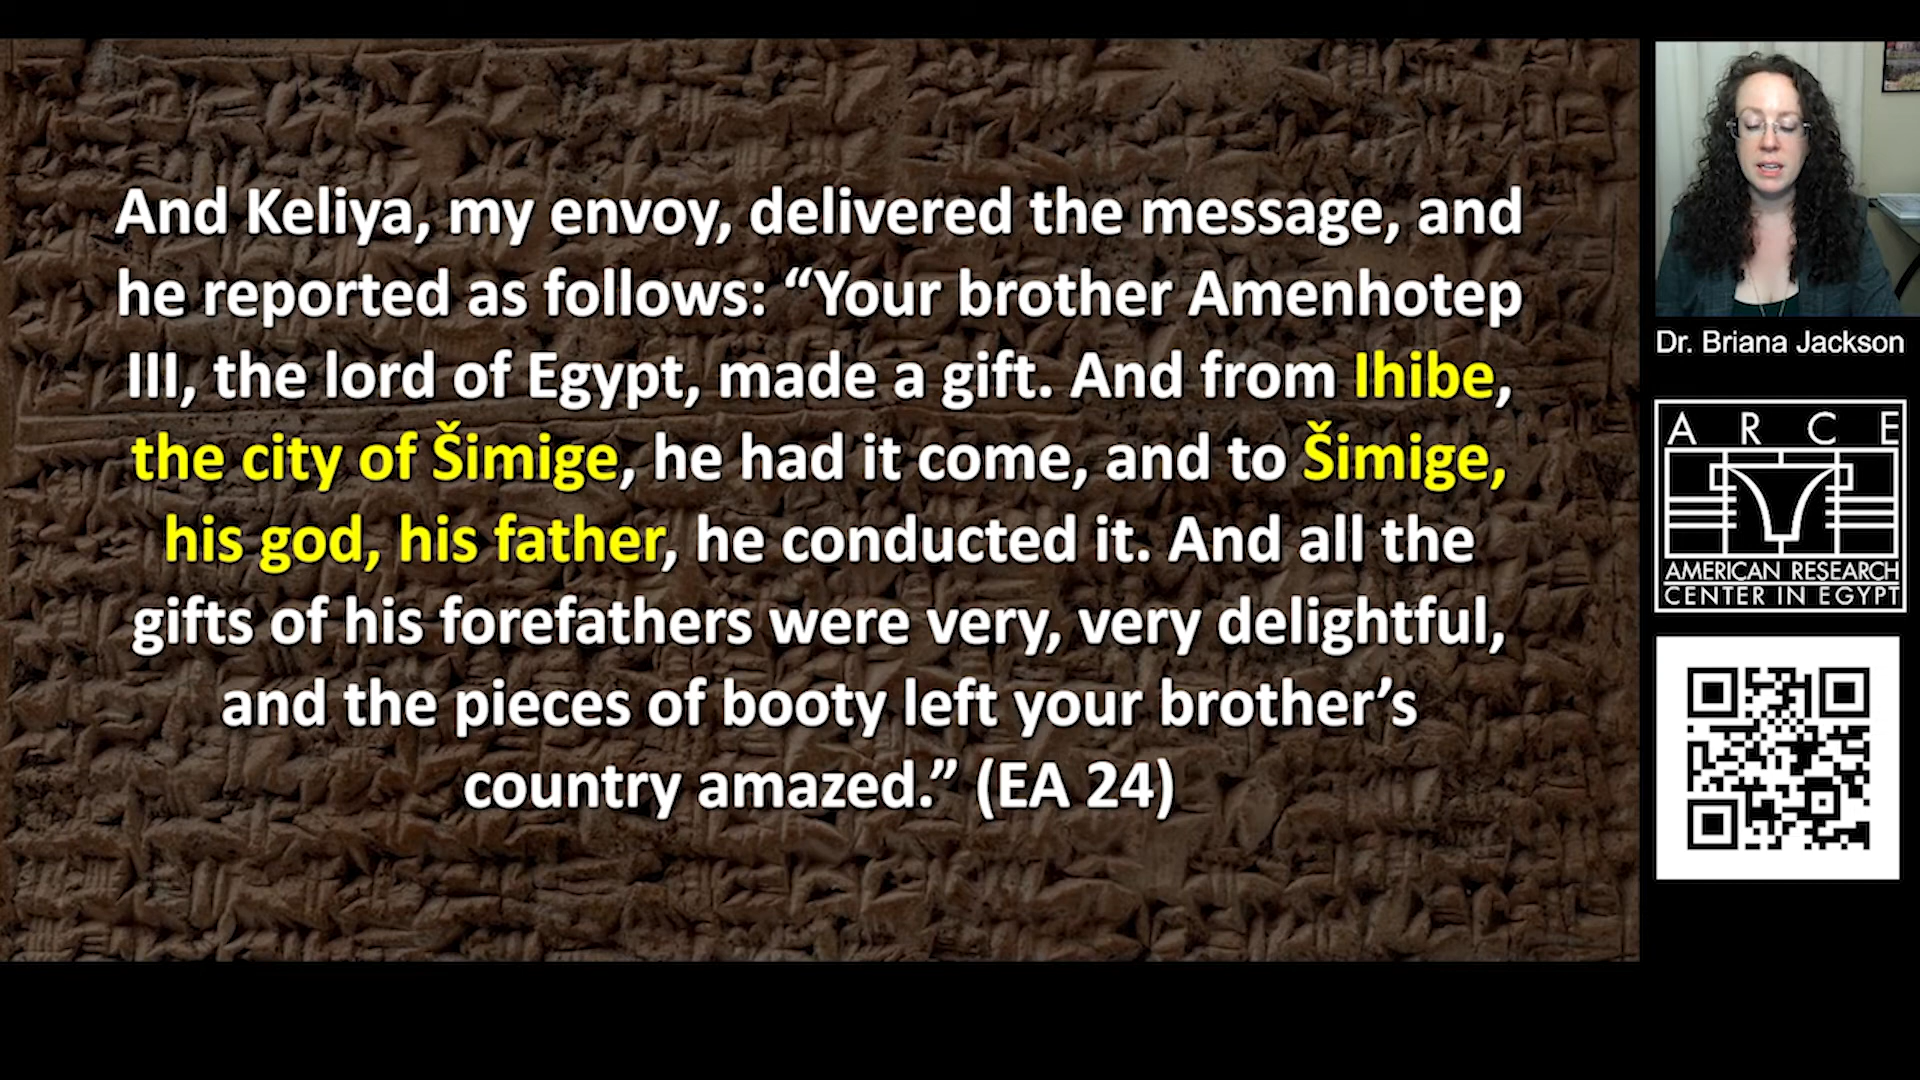 And Keliya, my envoy, delivered the message, and
he reported as follows: “Your brother Amenhotep
III, the lord of Egypt, made a gift. And from Ihibe,
the city of Šimige, he had it come, and to Šimige,
his god, his father, he conducted it. And all the
gifts of his forefathers were very, very delightful,
and the pieces of booty left your brother’s
country amazed.” (EA 24)
Dr. Briana Jackson
ARCE
AMERICAN RESEARCH
CENTER IN EGYPT